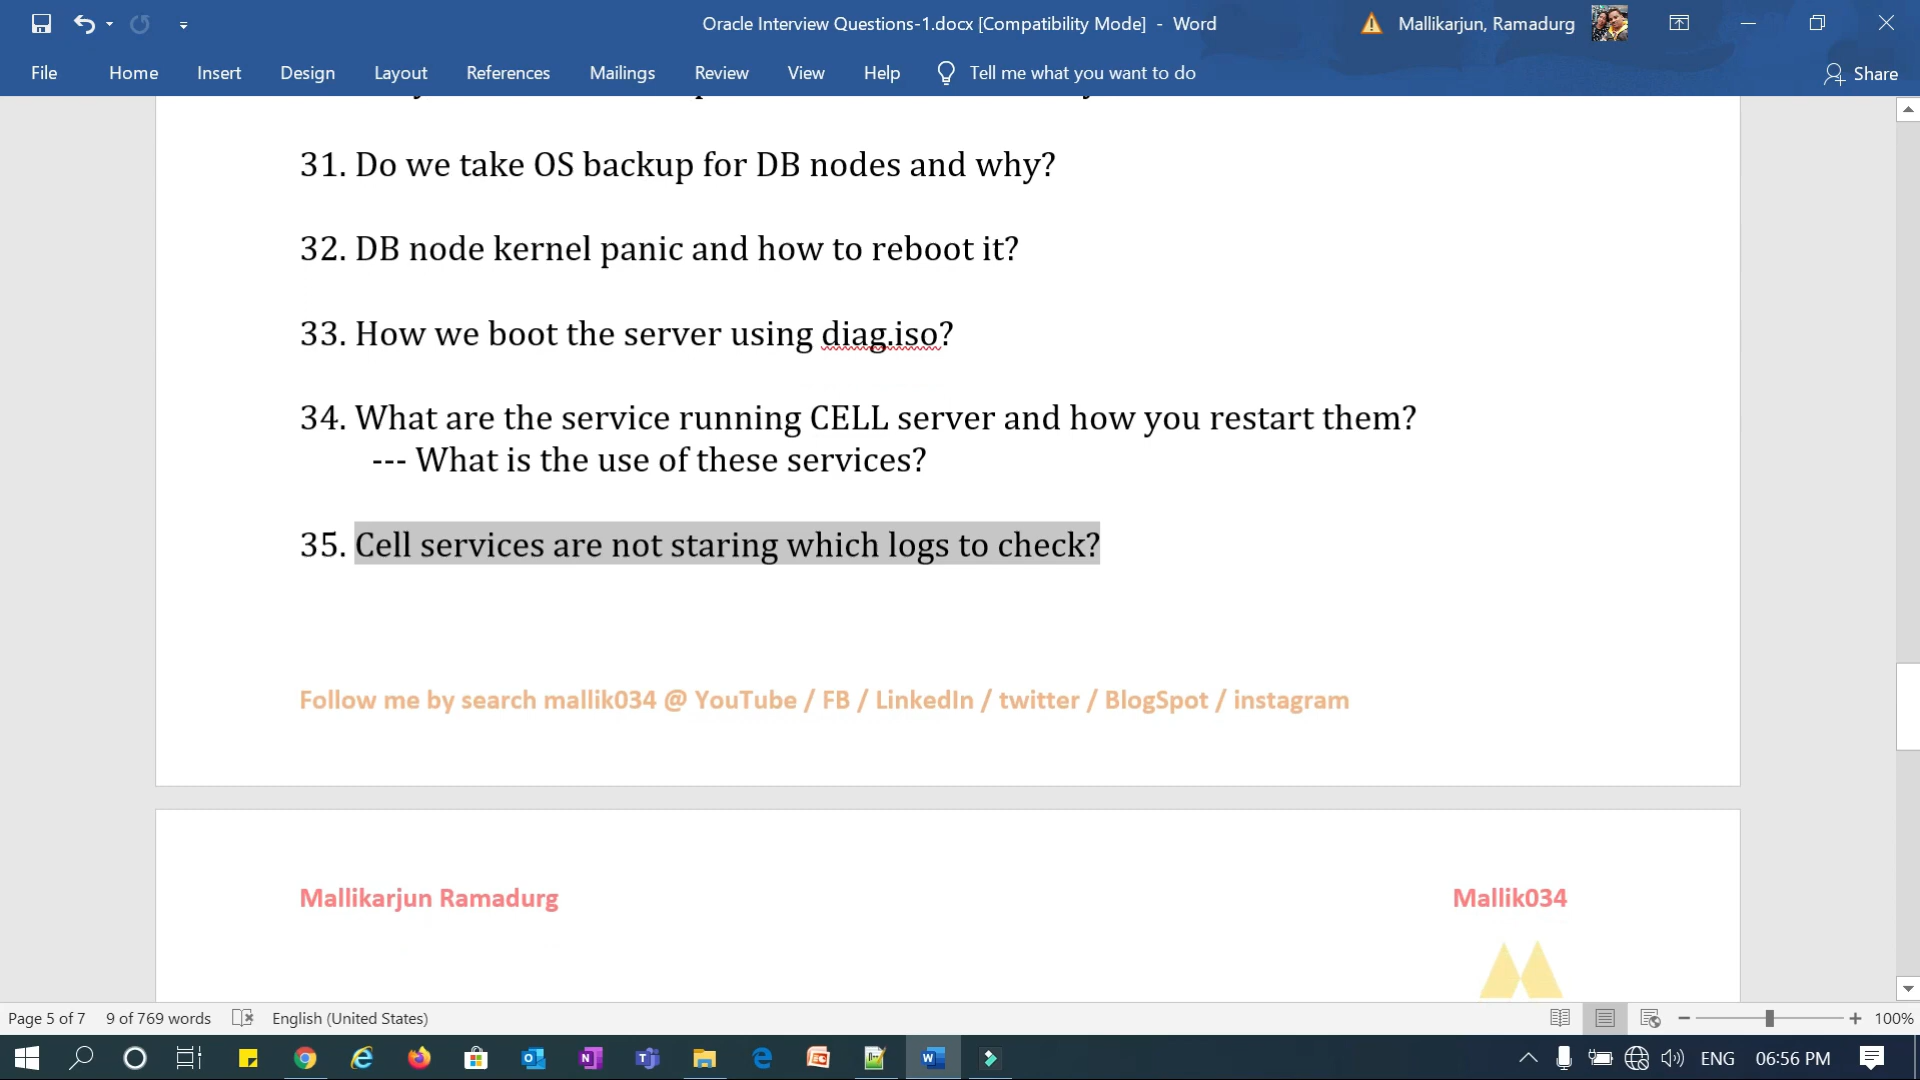 Oracle Interview Questions-1.docx [Compatibility Mode] - Word
Mallikarjun, Ramadurg
File Home Insert Design Layout References Mailings Review View Help Tell me what you want to do Share
31. Do we take OS backup for DB nodes and why?
32. DB node kernel panic and how to reboot it?
33. How we boot the server using diag.iso?
34. What are the service running CELL server and how you restart them?
--- What is the use of these services?
35. Cell services are not staring which logs to check?
Follow me by search mallik034 @ YouTube / FB / LinkedIn / twitter / BlogSpot / instagram
Mallikarjun Ramadurg Mallik034
Page 5 of 7 9 of 769 words English (United States) 100%
ENG 06:56 PM